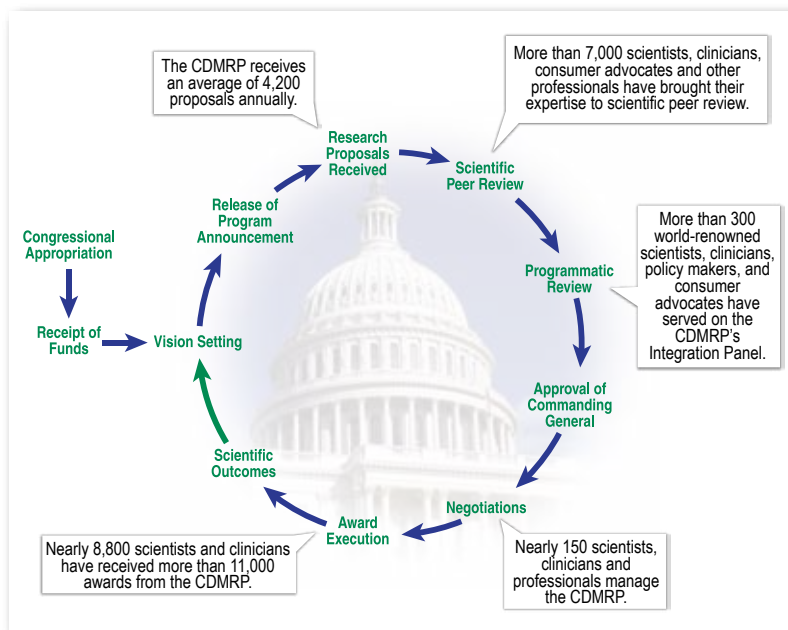 The CDMRP receives
an average of 4,200
proposals annually.
More than 7,000 scientists, clinicians,
consumer advocates and other
professionals have brought their
expertise to scientific peer review.
Research
Proposals
Received
Scientific
Peer Review
Release of
Program
Announcement
Congressional
Appropriation
Programmatic
Review
More than 300
world-renowned
scientists, clinicians,
policy makers, and
consumer
advocates have
served on the
CDMRP's
Integration Panel.
Receipt of
Funds
Vision Setting
Approval of
Commanding
General
Scientific
Outcomes
Negotiations
Award
Execution
Nearly 8,800 scientists and clinicians
have received more than 11,000
awards from the CDMRP.
Nearly 150 scientists,
clinicians and
professionals manage
the CDMRP.